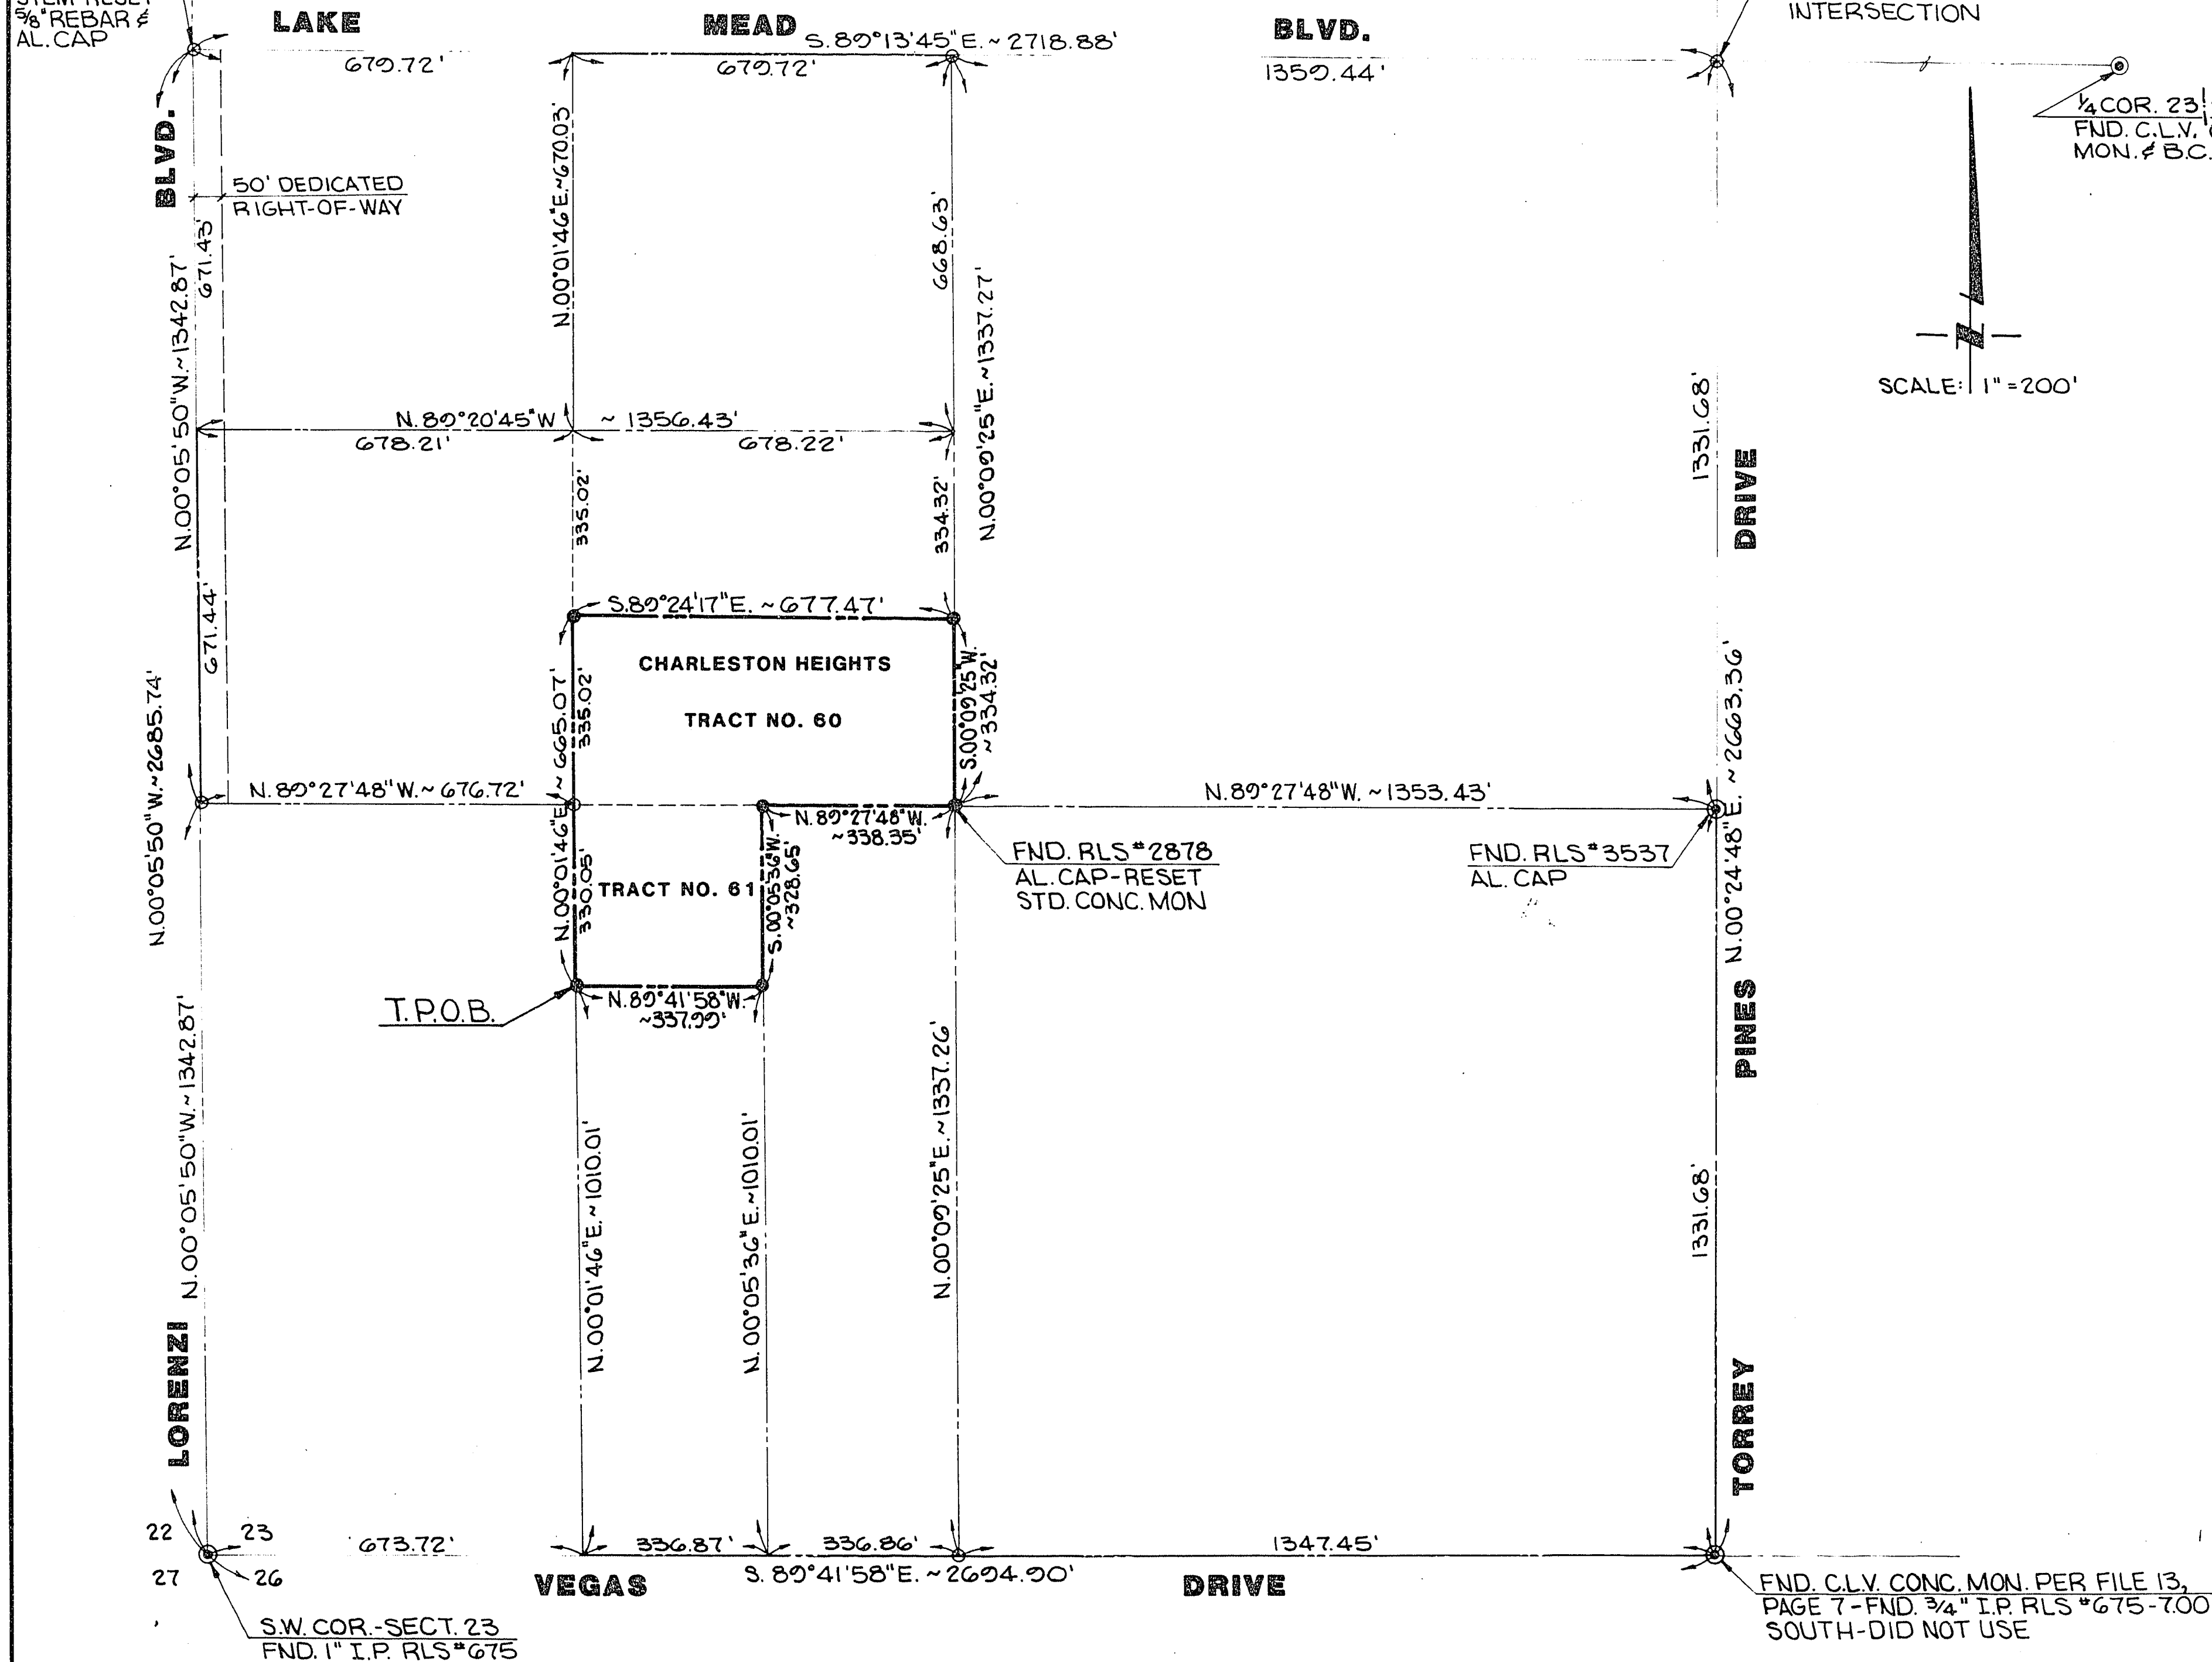 5/8" REBAR &
AL. CAP
LAKE MEAD BLVD.
S. 89°13'45" E. ~ 2718.88'
679.72'
679.72'
1359.44'
INTERSECTION
1/4 COR. 23
FND. C.L.V.
MON. & B.C.
BLVD.
50' DEDICATED
RIGHT-OF-WAY
671.43'
N.00°05'50"W.~1342.87'
N.00°01'46"E.~670.03'
668.63'
N.00°09'25"E.~1337.27'
N
SCALE: 1"=200'
1331.68'
DRIVE
N. 89°20'45"W ~ 1356.43'
678.21'
678.22'
335.02'
334.32'
671.44'
S.89°24'17"E. ~677.47'
CHARLESTON HEIGHTS
TRACT NO. 60
N.00°01'46"E ~ 665.07'
335.02'
S.00°09'25"W.
~334.32'
N.00°05'50"W.~2685.74'
N. 89°27'48"W.~ 676.72'
N.89°27'48"W.
~338.35'
N.89°27'48"W. ~1353.43'
N.00°24'48"E. ~ 2663.36'
FND. RLS#2878
AL. CAP-RESET
STD. CONC. MON
FND. RLS#3537
AL. CAP
TRACT NO. 61
330.05'
S.00°05'36"W.
~328.65'
T.P.O.B.
N.89°41'58"W.
~337.99'
PINES
N.00°05'50"W.~1342.87'
N.00°01'46"E.~1010.01'
N.00°05'36"E.~1010.01'
N.00°09'25"E.~1337.26'
1331.68'
LORENZI
TORREY
22 23
27 26
673.72'
336.87'
336.86'
1347.45'
S. 89°41'58"E. ~2694.90'
VEGAS DRIVE
S.W. COR.-SECT. 23
FND. 1" I.P. RLS#675
FND. C.L.V. CONC. MON. PER FILE 13,
PAGE 7-FND. 3/4" I.P. RLS #675-7.00
SOUTH-DID NOT USE